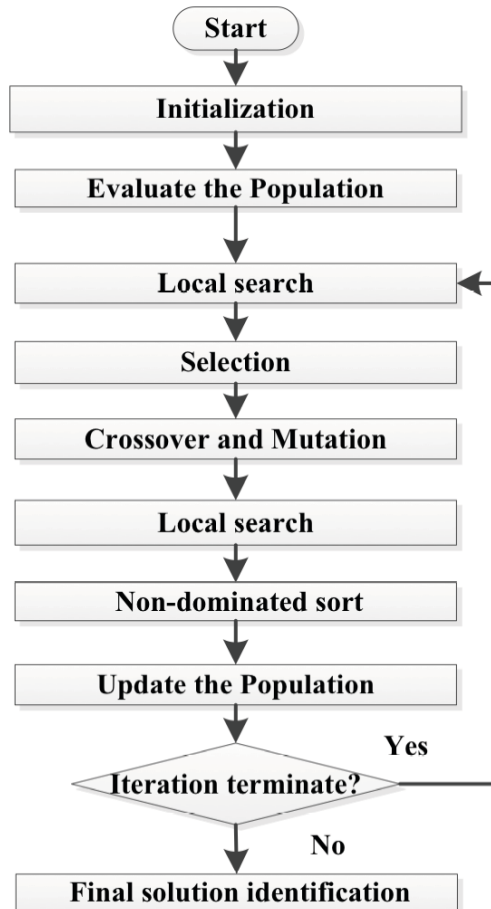 Start
Initialization
Evaluate the Population
Local search
Selection
Crossover and Mutation
Local search
Non-dominated sort
Update the Population
Yes
Iteration terminate?
No
Final solution identification